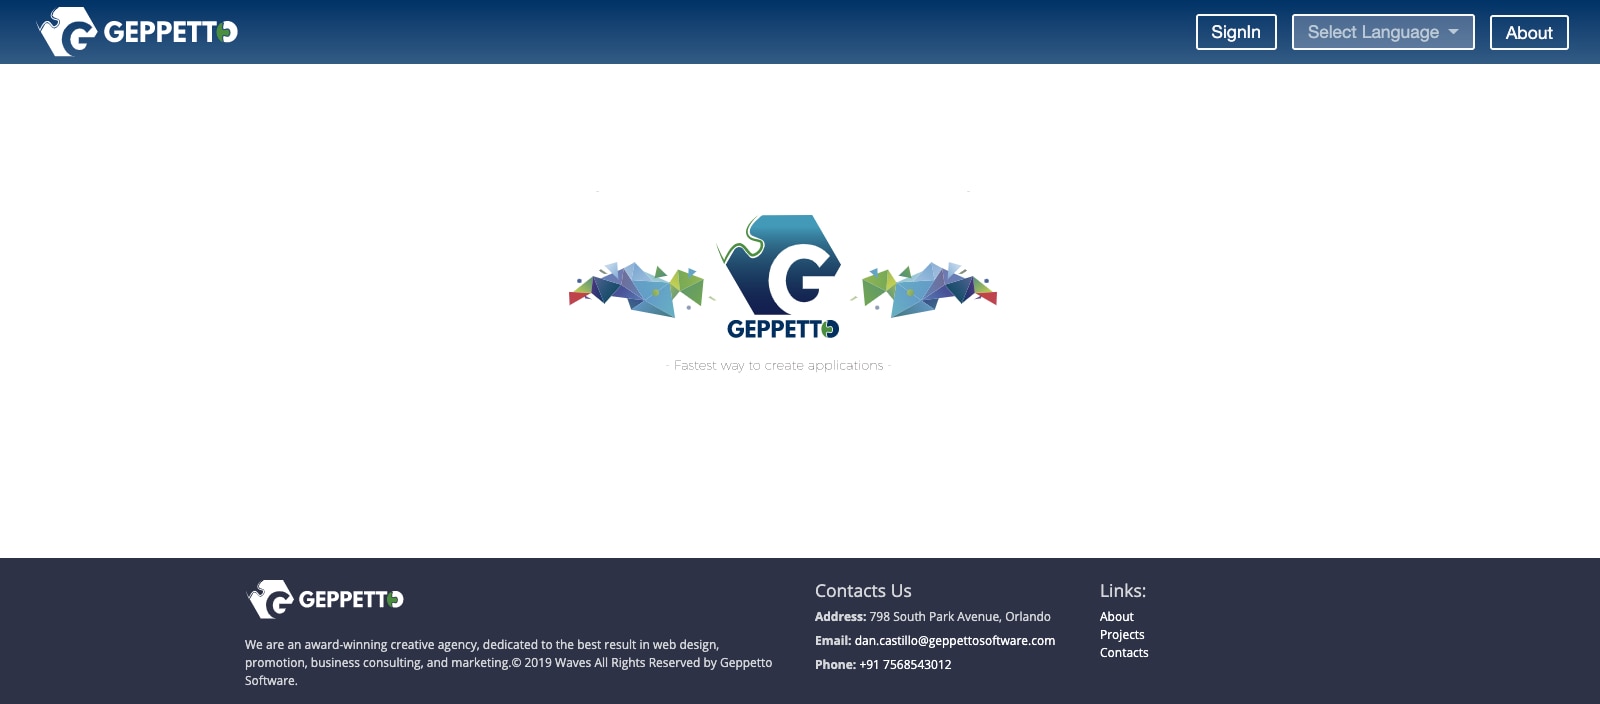 GEPPETTO
SignIn
Select Language
About
GEPPETTO
- Fastest way to create applications -
GEPPETTO
We are an award-winning creative agency, dedicated to the best result in web design,
promotion, business consulting, and marketing.© 2019 Waves All Rights Reserved by Geppetto
Software.
Contacts Us
Address: 798 South Park Avenue, Orlando
Email: dan.castillo@geppettosoftware.com
Phone: +91 7568543012
Links:
About
Projects
Contacts